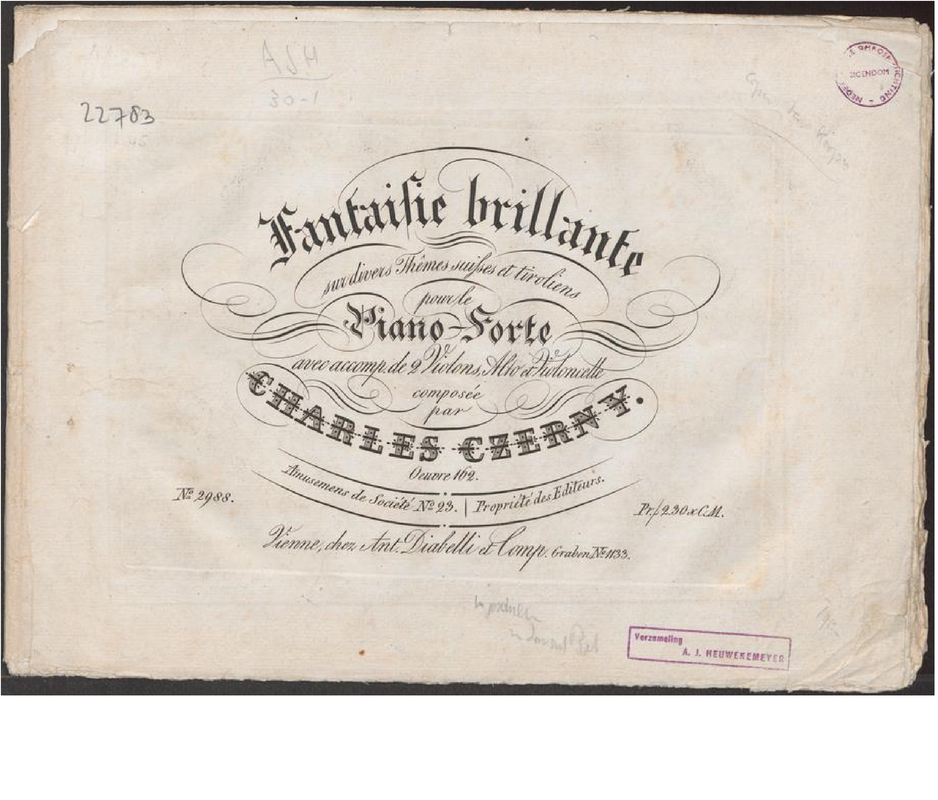 ASH
30-1
22783
EIGENDOM
Fantaisie brillante
sur divers Thêmes suisses et tiroliens
pour le
Piano-Forte
avec accomp. de 2 Violons, Alto et Violoncelle
composée
par
CHARLES CZERNY.
Oeuvre 162.
Amusemens de Société No 23. | Propriété des Editeurs.
No 2988.
Pr. f 2.30 x C.M.
Vienne, chez Ant. Diabelli et Comp. Graben No 1133.
Verzameling
A. J. HEUWEKEMEYER